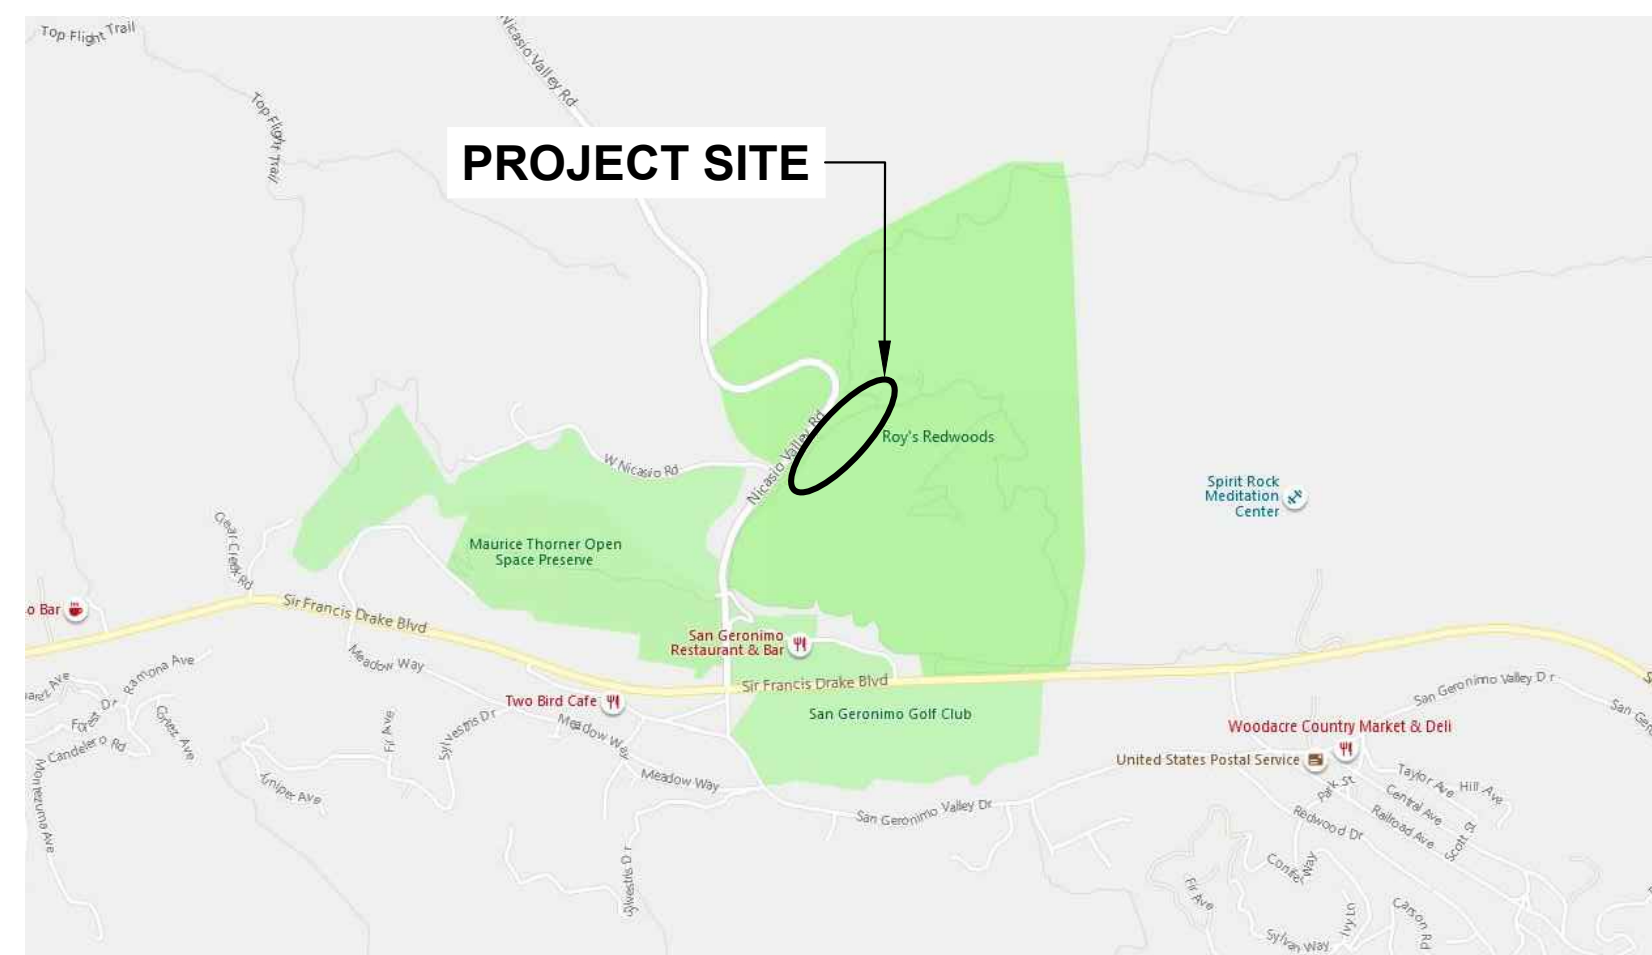 Top Flight Trail
Nicasio Valley Rd
Top Flight Trail
PROJECT SITE
Nicasio Valley Rd
Roy's Redwoods
W Nicasio Rd
Spirit Rock
Meditation
Center
Clear Creek Rd
Maurice Thorner Open
Space Preserve
o Bar
Sir Francis Drake Blvd
San Geronimo
Restaurant & Bar
Meadow Way
Ramona Ave
Sir Francis Drake Blvd
Two Bird Cafe
San Geronimo Golf Club
San Geronimo Valley Dr
San Gero
Forest Dr
Cortez Ave
Fir Ave
Sylvestris Dr
Meadow Way
Woodacre Country Market & Deli
Candelero Rd
United States Postal Service
Montezuma Ave
Juniper Ave
Meadow Way
San Geronimo Valley Dr
Park St
Taylor Ave
Hill Ave
Central Ave
Railroad Ave
Scott St
Redwood Dr
Conifer Way
Sylvestris Dr
Fir Ave
Ivy Ln
Carson Rd
Sylvan Way